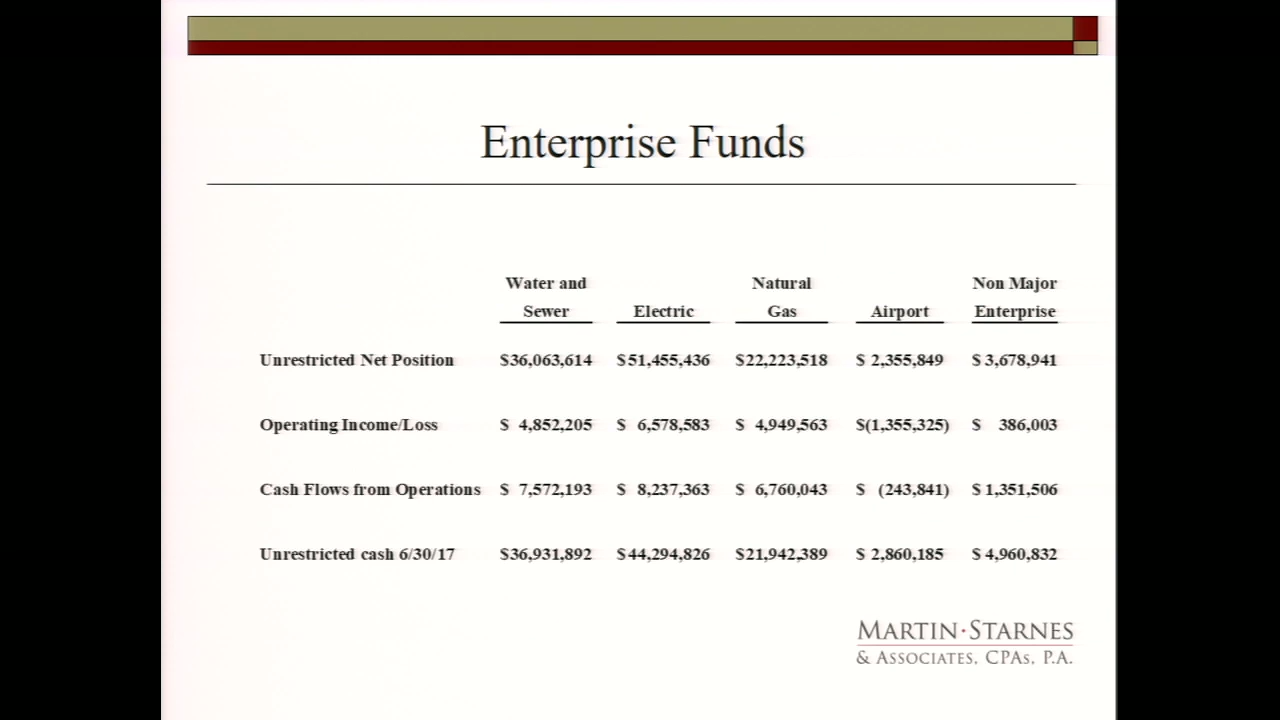 Enterprise Funds
Water and Natural Non Major
Sewer Electric Gas Airport Enterprise
Unrestricted Net Position $36,063,614 $51,455,436 $22,223,518 $ 2,355,849 $ 3,678,941
Operating Income/Loss $ 4,852,205 $ 6,578,583 $ 4,949,563 $(1,355,325) $ 386,003
Cash Flows from Operations $ 7,572,193 $ 8,237,363 $ 6,760,043 $ (243,841) $ 1,351,506
Unrestricted cash 6/30/17 $36,931,892 $44,294,826 $21,942,389 $ 2,860,185 $ 4,960,832
MARTIN·STARNES
& ASSOCIATES, CPAs, P.A.